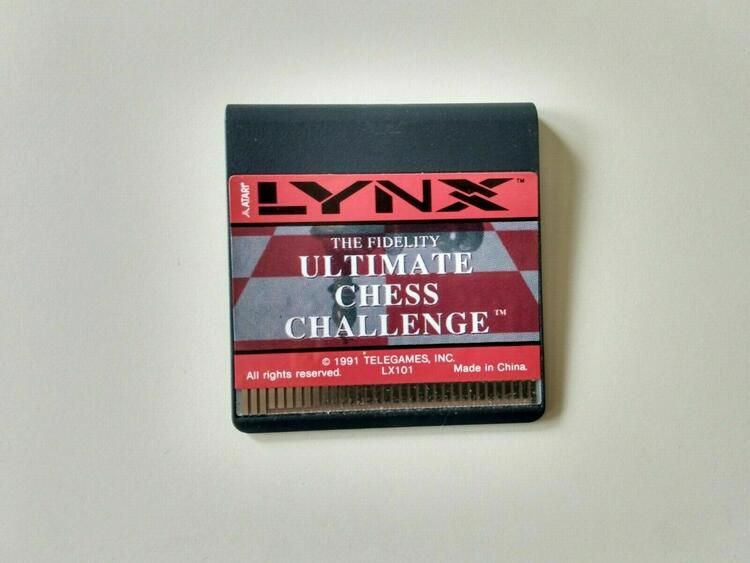 ATARI
LYNX™
THE FIDELITY
ULTIMATE
CHESS
CHALLENGE™
© 1991 TELEGAMES, INC.
All rights reserved. LX101 Made in China.